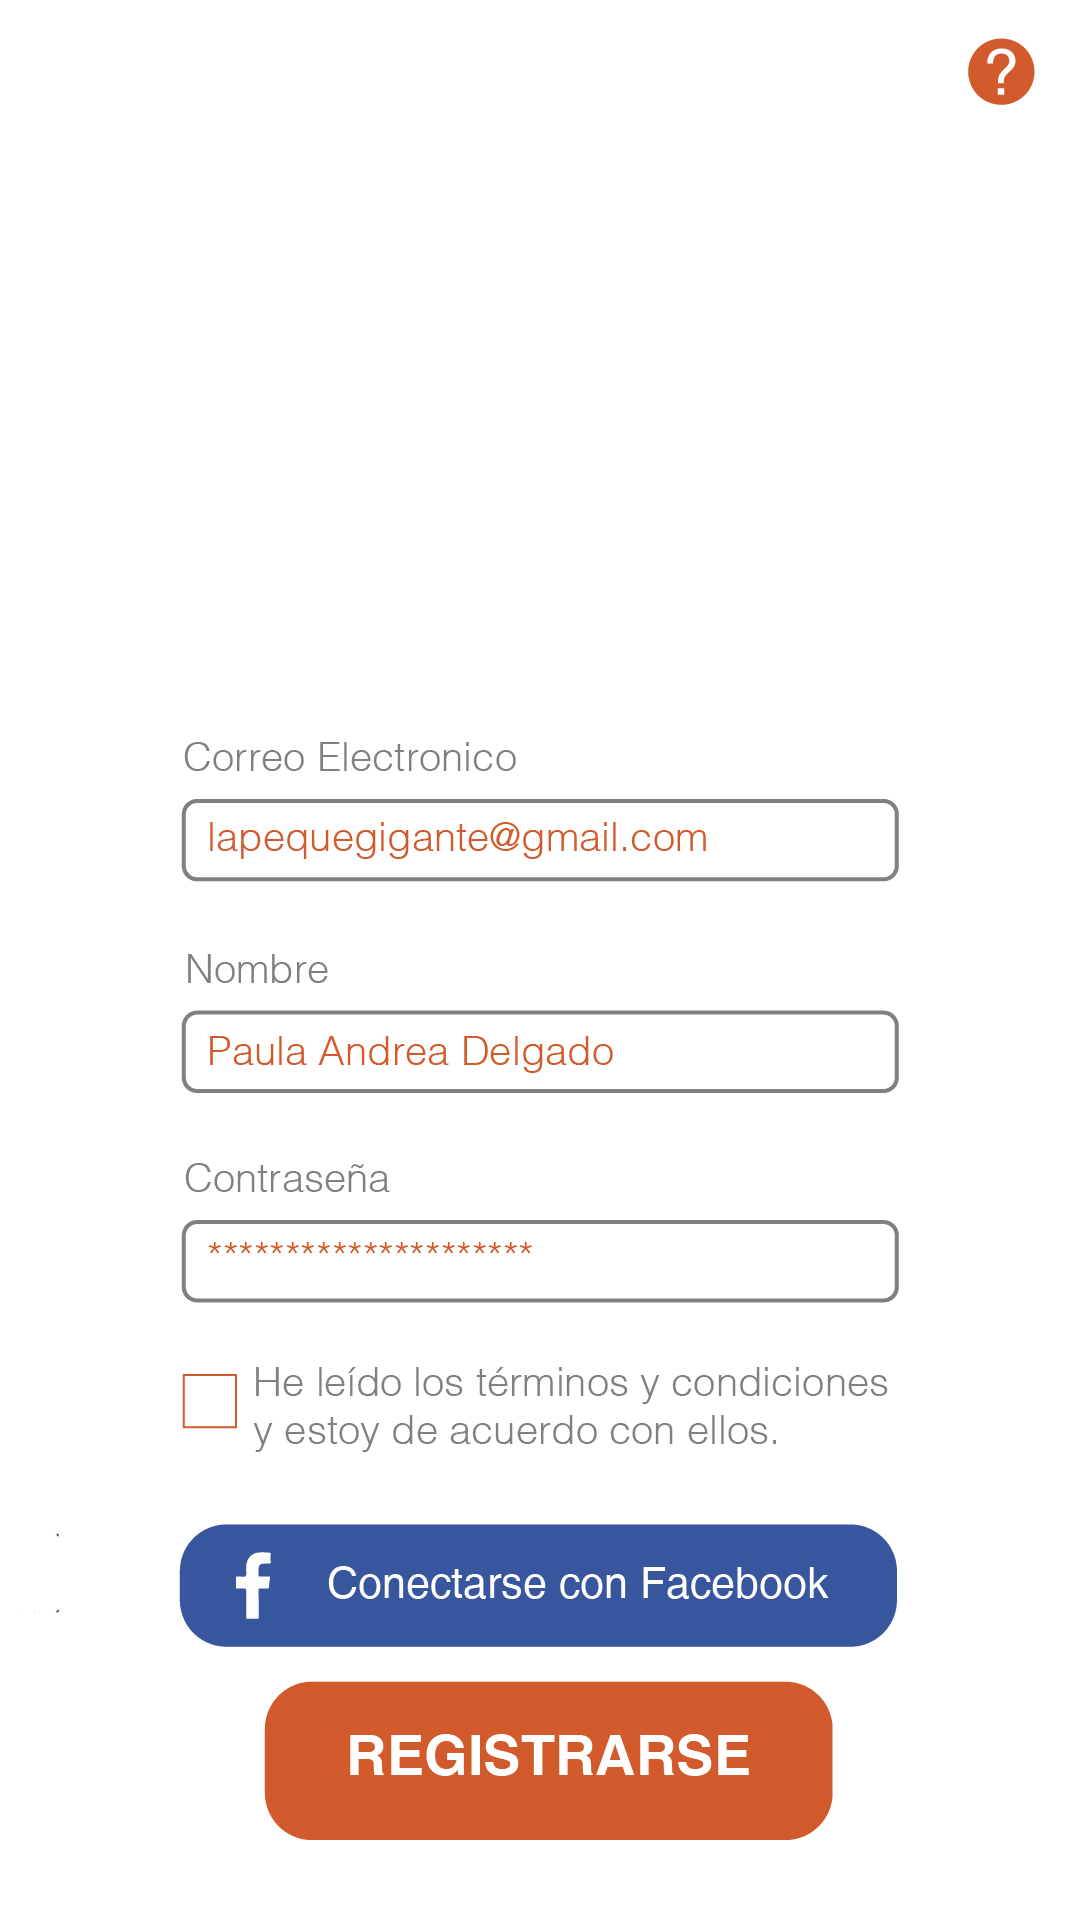 ?
Correo Electronico
lapequegigante@gmail.com
Nombre
Paula Andrea Delgado
Contraseña
*********************
He leído los términos y condiciones
y estoy de acuerdo con ellos.
f Conectarse con Facebook
REGISTRARSE